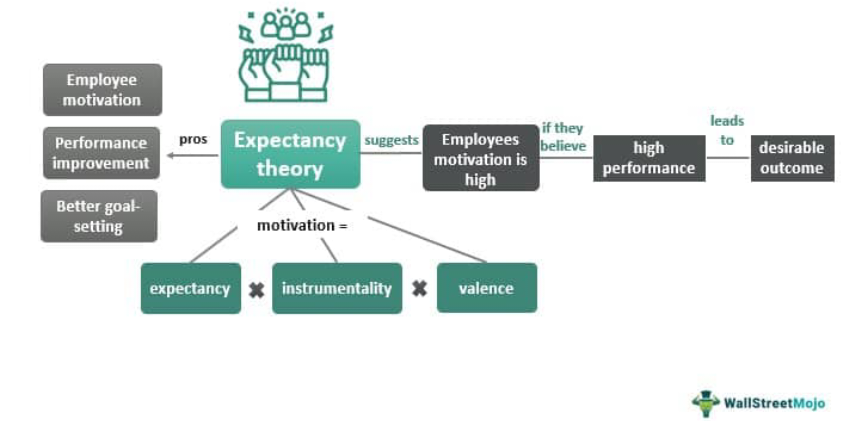 Employee
motivation
Performance
improvement
Better goal-
setting
pros
Expectancy
theory
suggests
Employees
motivation is
high
if they
believe
high
performance
leads
to
desirable
outcome
motivation =
expectancy
instrumentality
valence
WallStreetMojo